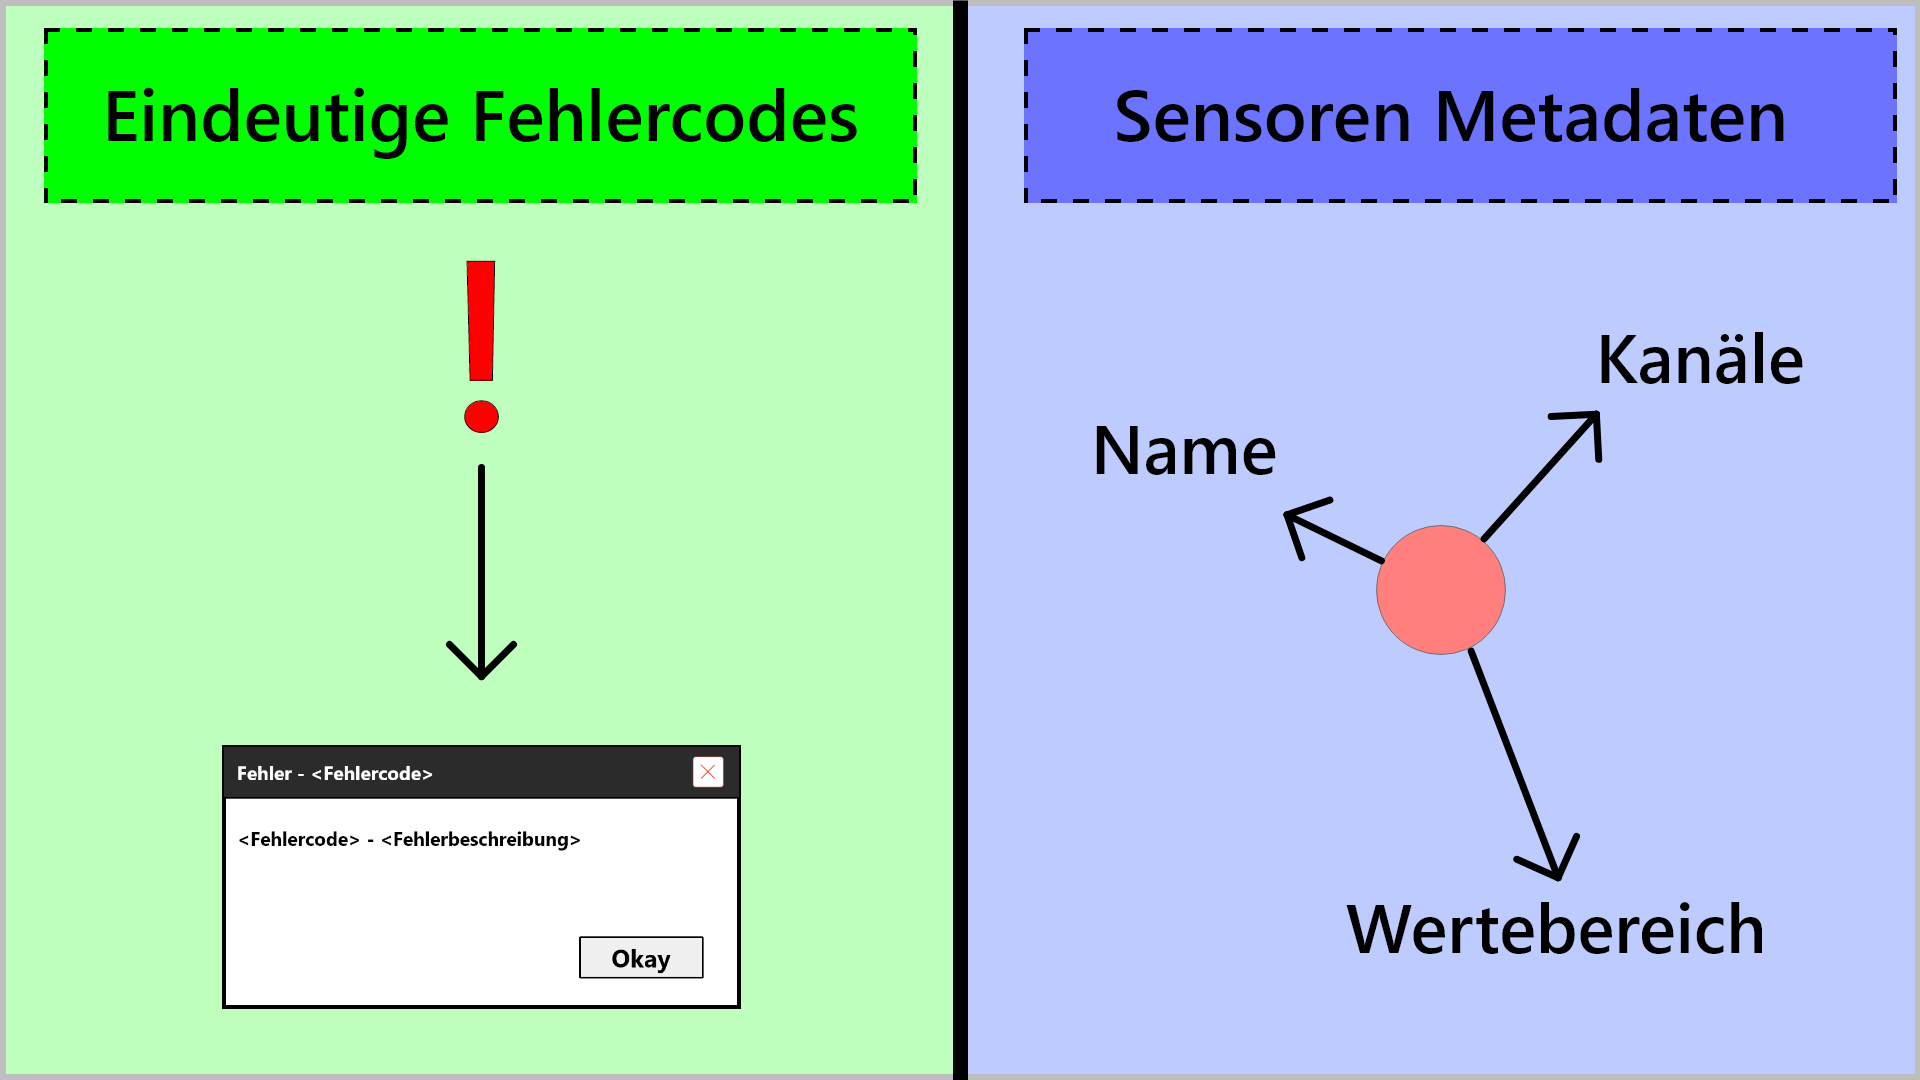 Eindeutige Fehlercodes
!
Fehler - <Fehlercode>
<Fehlercode> - <Fehlerbeschreibung>
Okay
Sensoren Metadaten
Kanäle
Name
Wertebereich